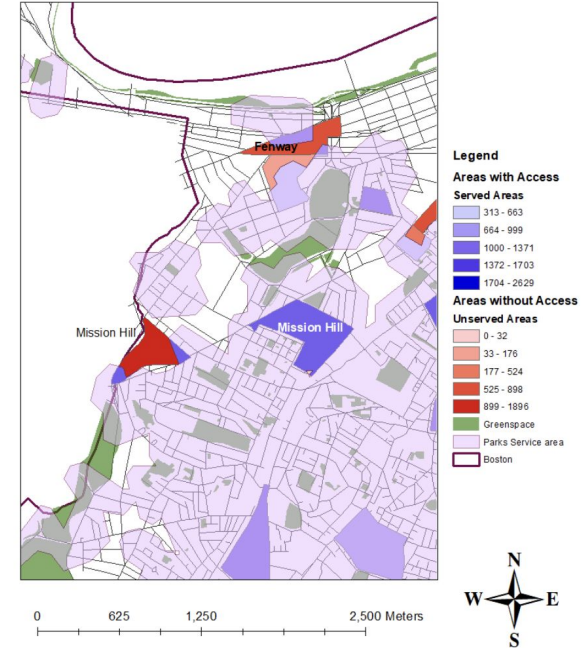 Fenway
Mission Hill
Mission Hill
Legend
Areas with Access
Served Areas
313 - 663
664 - 999
1000 - 1371
1372 - 1703
1704 - 2629
Areas without Access
Unserved Areas
0 - 32
33 - 176
177 - 524
525 - 898
899 - 1896
Greenspace
Parks Service area
Boston
N
W
E
S
0 625 1,250 2,500 Meters